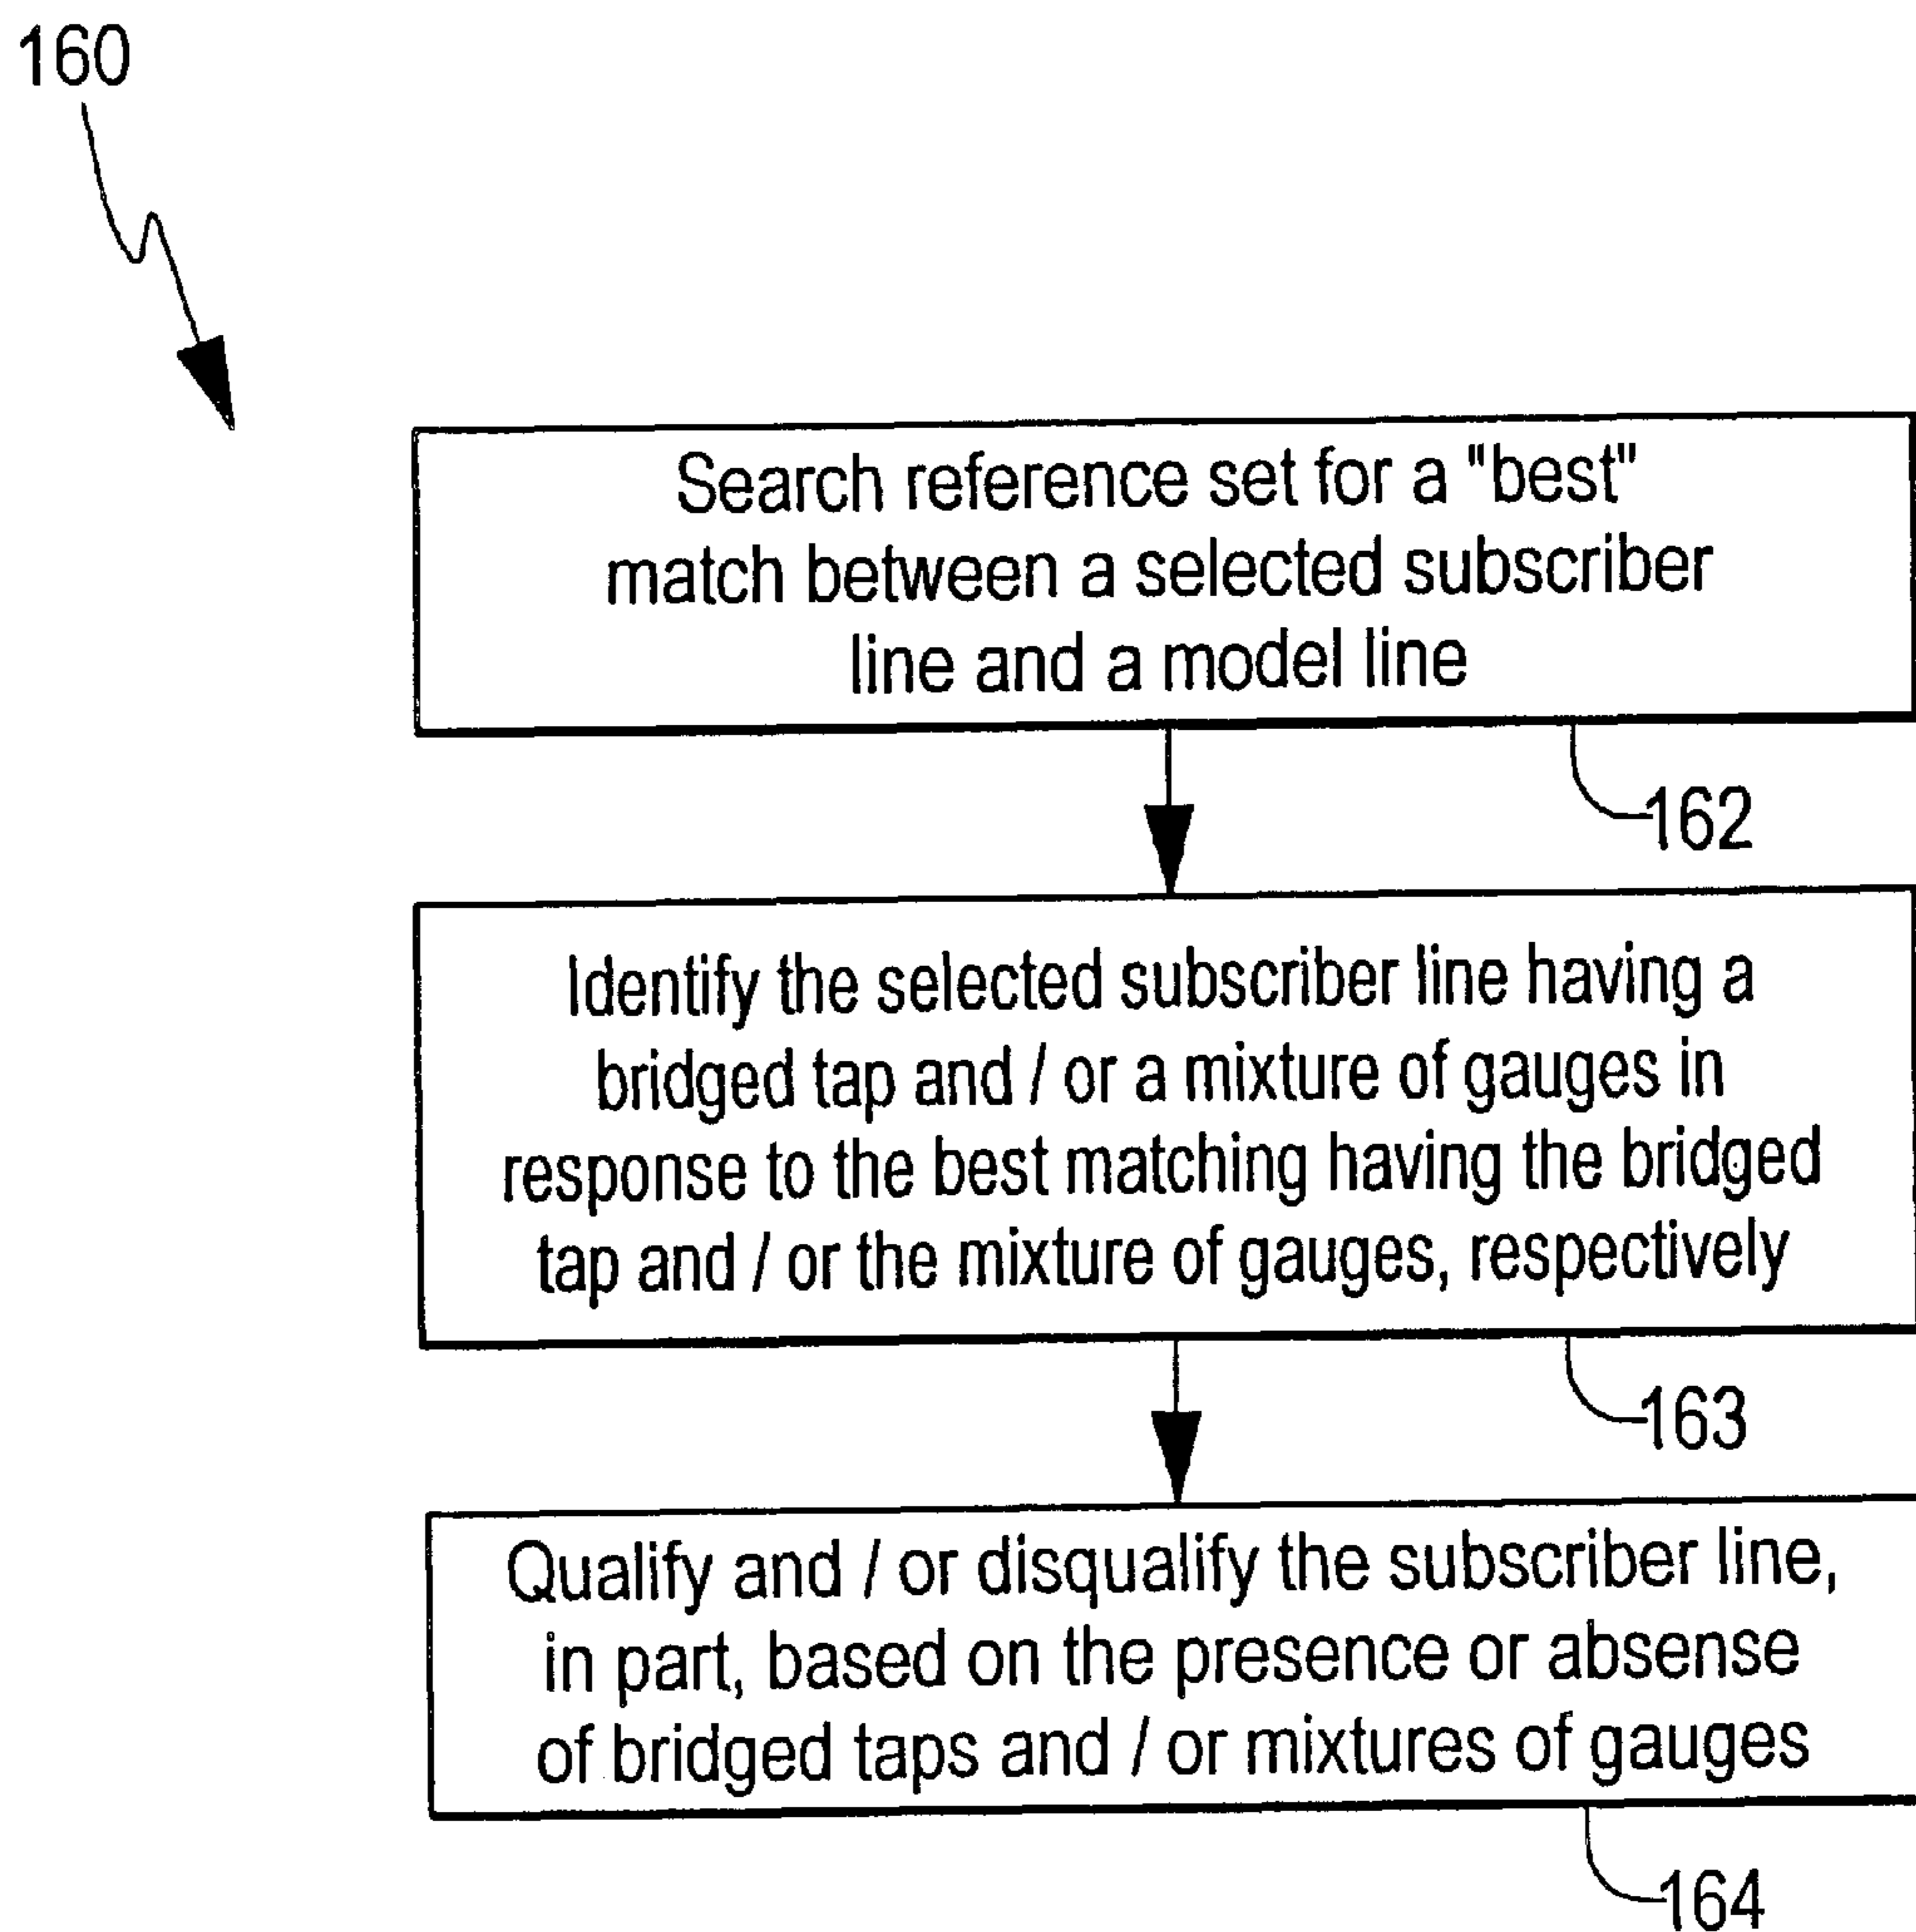 160
Search reference set for a "best"
match between a selected subscriber
line and a model line
162
Identify the selected subscriber line having a
bridged tap and / or a mixture of gauges in
response to the best matching having the bridged
tap and / or the mixture of gauges, respectively
163
Qualify and / or disqualify the subscriber line,
in part, based on the presence or absense
of bridged taps and / or mixtures of gauges
164